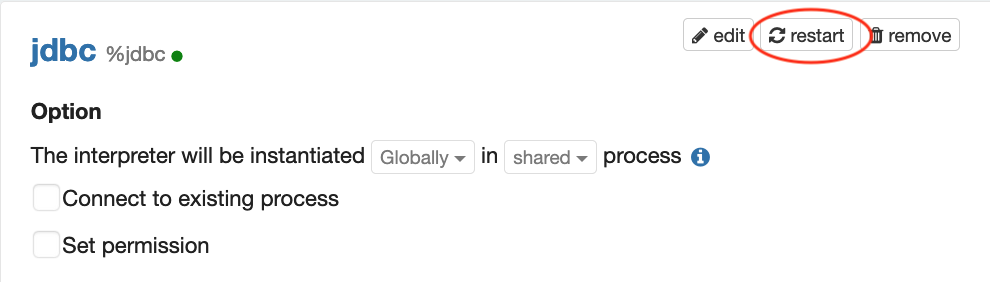 jdbc %jdbc edit restart remove
Option
The interpreter will be instantiated Globally in shared process
Connect to existing process
Set permission